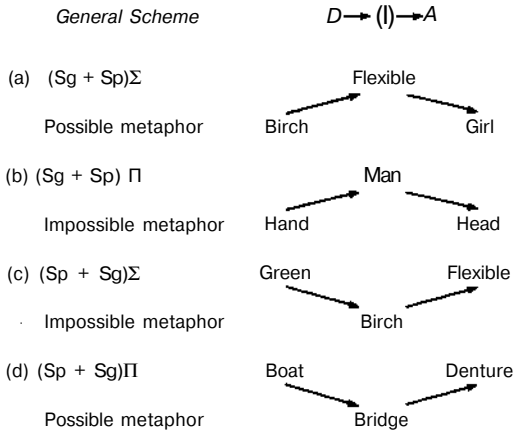 General Scheme D → (I) → A
(a) (Sg + Sp)Σ Flexible
Possible metaphor Birch Girl
(b) (Sg + Sp) Π Man
Impossible metaphor Hand Head
(c) (Sp + Sg)Σ Green Flexible
Impossible metaphor Birch
(d) (Sp + Sg)Π Boat Denture
Possible metaphor Bridge